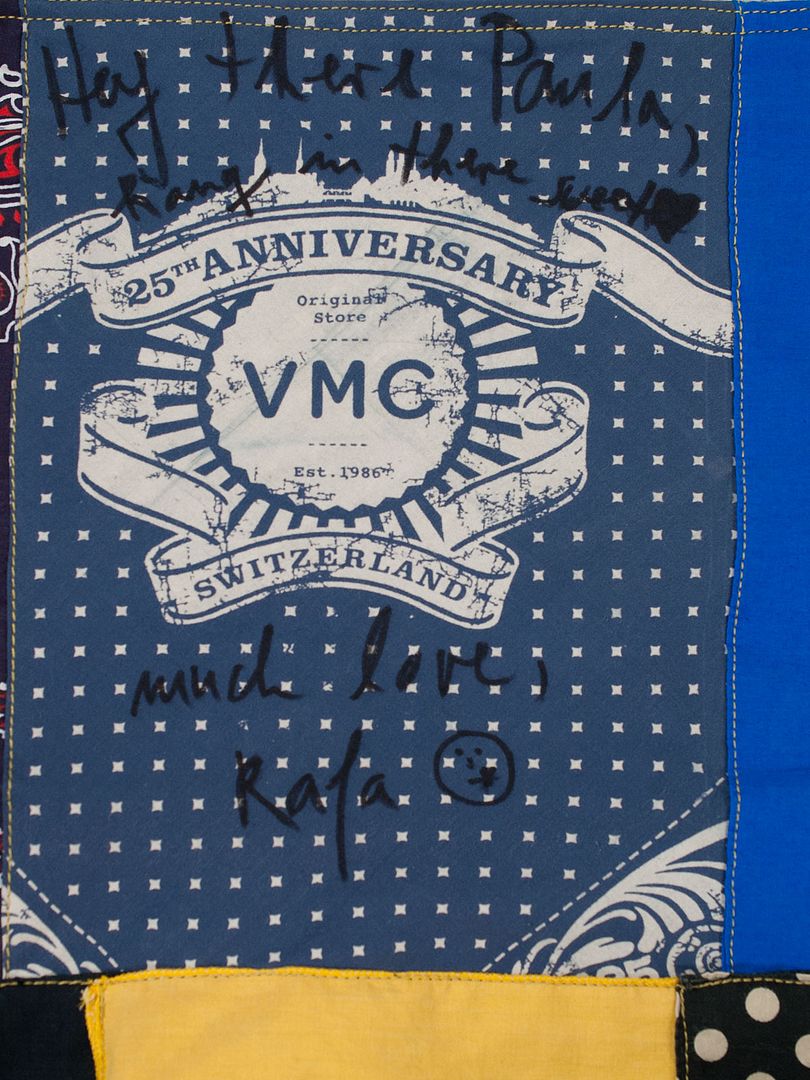 Hey there Paula,
Hang in there sweet♥
25TH ANNIVERSARY
Original
Store
VMC
Est.1986
SWITZERLAND
much love,
Rafa